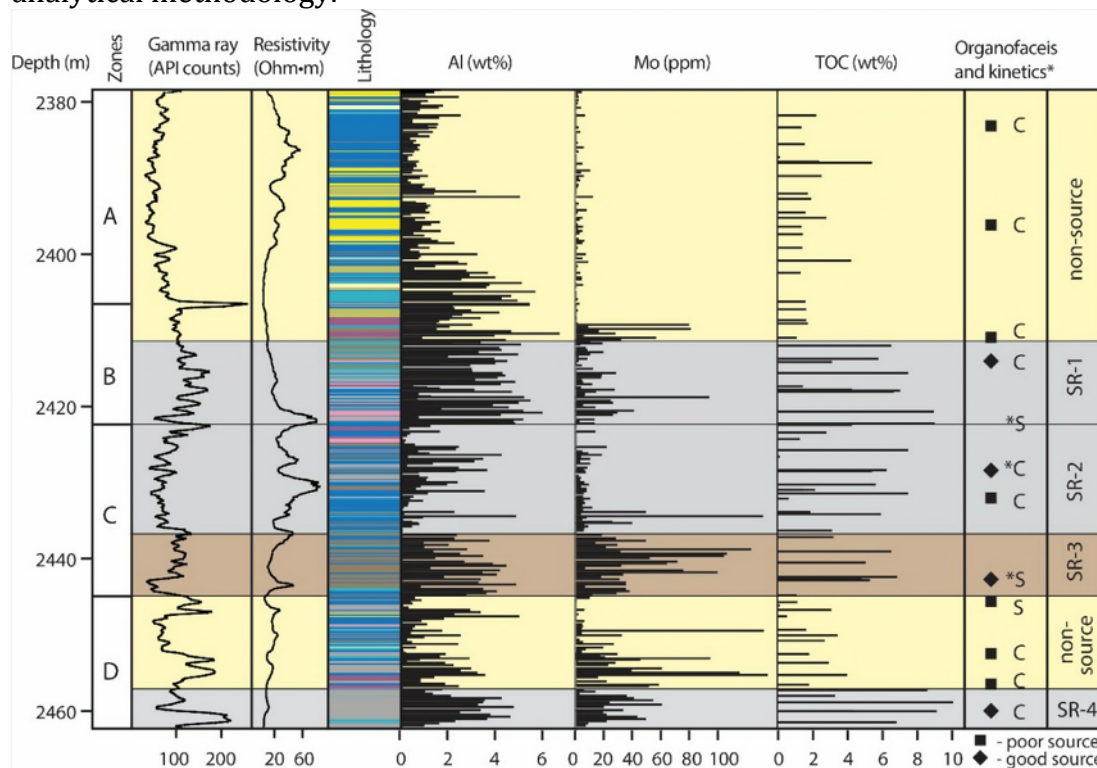 analytical methodology.
Gamma ray Resistivity Organofaceis
Depth (m) Zones (API counts) (Ohm•m) Lithology Al (wt%) Mo (ppm) TOC (wt%) and kinetics*
2380
C
A
C
non-source
2400
C
B
C
SR-1
2420
*S
*C
SR-2
C
C
2440
*S
SR-3
S
D
C
non-
source
C
2460
C
SR-4
100 200 20 60 0 2 4 6 0 20 40 60 80 100 0 2 4 6 8 10
- poor source
- good source